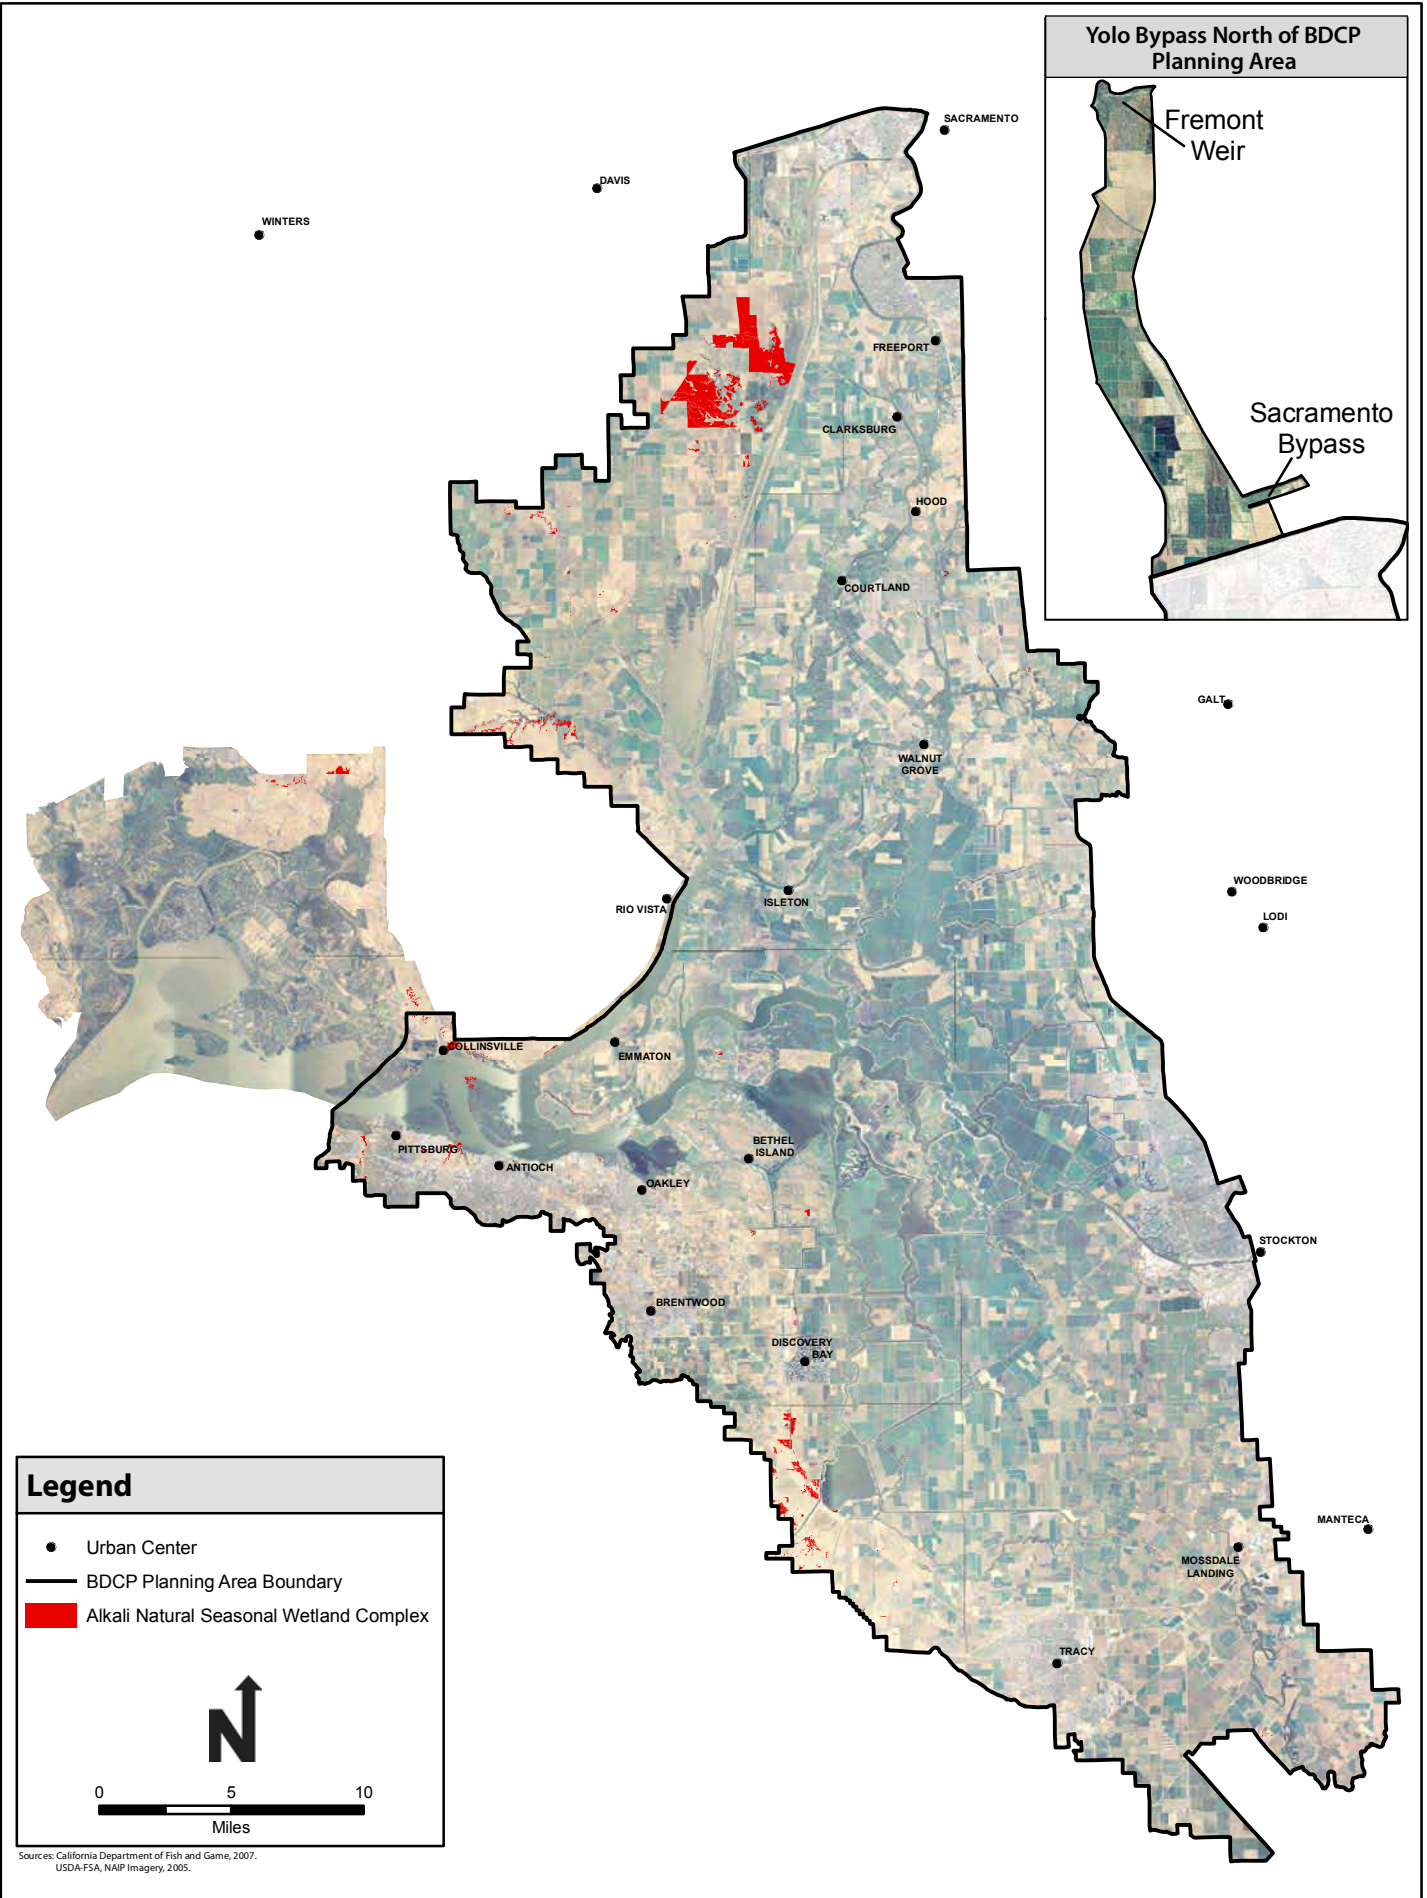 Yolo Bypass North of BDCP
Planning Area
Fremont
Weir
Sacramento
Bypass
SACRAMENTO
DAVIS
WINTERS
FREEPORT
CLARKSBURG
HOOD
COURTLAND
GALT
WALNUT
GROVE
WOODBRIDGE
RIO VISTA
ISLETON
LODI
COLLINSVILLE
EMMATON
PITTSBURG
ANTIOCH
BETHEL
ISLAND
OAKLEY
STOCKTON
BRENTWOOD
DISCOVERY
BAY
MANTECA
MOSSDALE
LANDING
TRACY
Legend
Urban Center
BDCP Planning Area Boundary
Alkali Natural Seasonal Wetland Complex
N
0 5 10
Miles
Sources: California Department of Fish and Game, 2007.
USDA-FSA, NAIP Imagery, 2005.